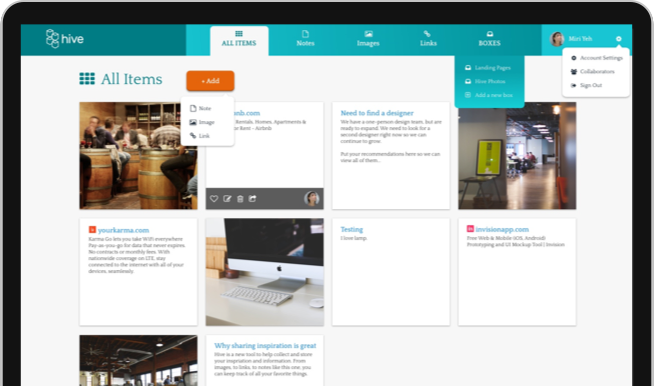 hive
ALL ITEMS
Notes
Images
Links
BOXES
Miri Yeh
Account Settings
Collaborators
Sign Out
Landing Pages
Hive Photos
Add a new box
All Items
+ Add
Note
Image
Link
nb.com
Rentals, Homes, Apartments &
or Rent - Airbnb
Need to find a designer
We have a one-person design team, but are
ready to expand. We need to look for a
second designer right now so we can
continue to grow.
Put your recommendations here so we can
view all of them...
yourkarma.com
Karma Go lets you take WiFi everywhere
Pay-as-you-go for data that never expires.
No contracts or monthly fees. With
nationwide coverage on LTE, stay
connected to the internet with all of your
devices, seamlessly.
Testing
I love lamp.
in invisionapp.com
Free Web & Mobile (iOS, Android)
Prototyping and UI Mockup Tool | Invision
Why sharing inspiration is great
Hive is a new tool to help collect and store
your inspiration and information. From
images, to links, to notes like this one, you
can keep track of all your favorite things.